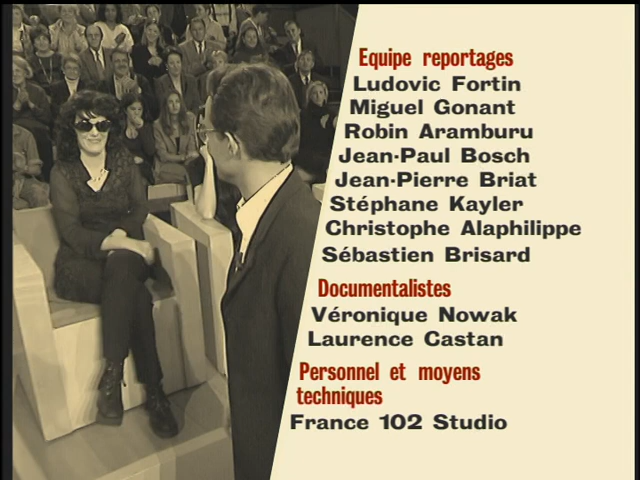 Equipe reportages
Ludovic Fortin
Miguel Gonant
Robin Aramburu
Jean-Paul Bosch
Jean-Pierre Briat
Stéphane Kayler
Christophe Alaphilippe
Sébastien Brisard
Documentalistes
Véronique Nowak
Laurence Castan
Personnel et moyens
techniques
France 102 Studio